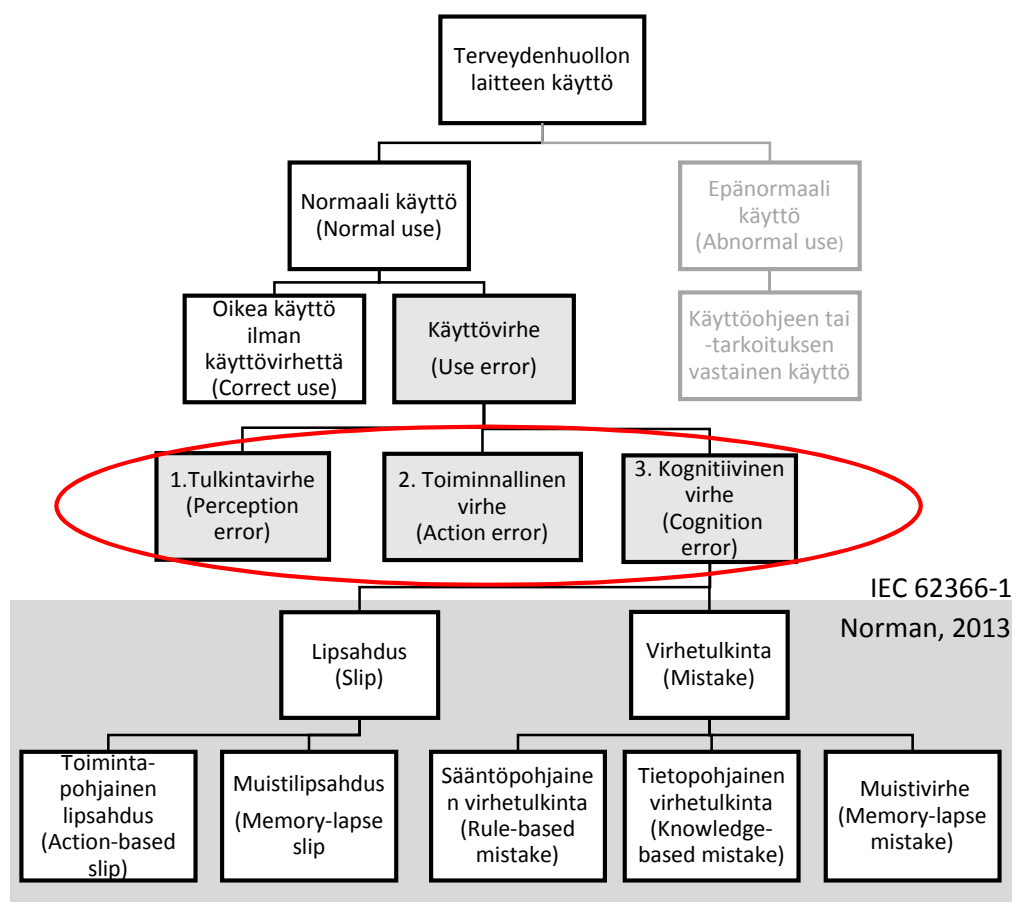 Terveydenhuollon
laitteen käyttö
Normaali käyttö
(Normal use)
Epänormaali
käyttö
(Abnormal use)
Oikea käyttö
ilman
käyttövirhettä
(Correct use)
Käyttövirhe
(Use error)
Käyttöohjeen tai
-tarkoituksen
vastainen käyttö
1.Tulkintavirhe
(Perception
error)
2. Toiminnallinen
virhe
(Action error)
3. Kognitiivinen
virhe
(Cognition
error)
IEC 62366-1
Norman, 2013
Lipsahdus
(Slip)
Virhetulkinta
(Mistake)
Toiminta-
pohjainen
lipsahdus
(Action-based
slip)
Muistilipsahdus
(Memory-lapse
slip
Sääntöpohjaine
n virhetulkinta
(Rule-based
mistake)
Tietopohjainen
virhetulkinta
(Knowledge-
based mistake)
Muistivirhe
(Memory-lapse
mistake)